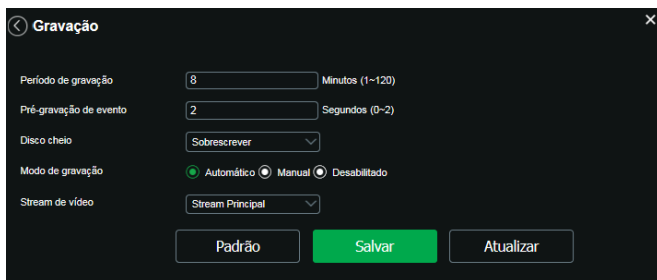 Gravação
Período de gravação 8 Minutos (1~120)
Pré-gravação de evento 2 Segundos (0~2)
Disco cheio Sobrescrever
Modo de gravação Automático Manual Desabilitado
Stream de vídeo Stream Principal
Padrão Salvar Atualizar